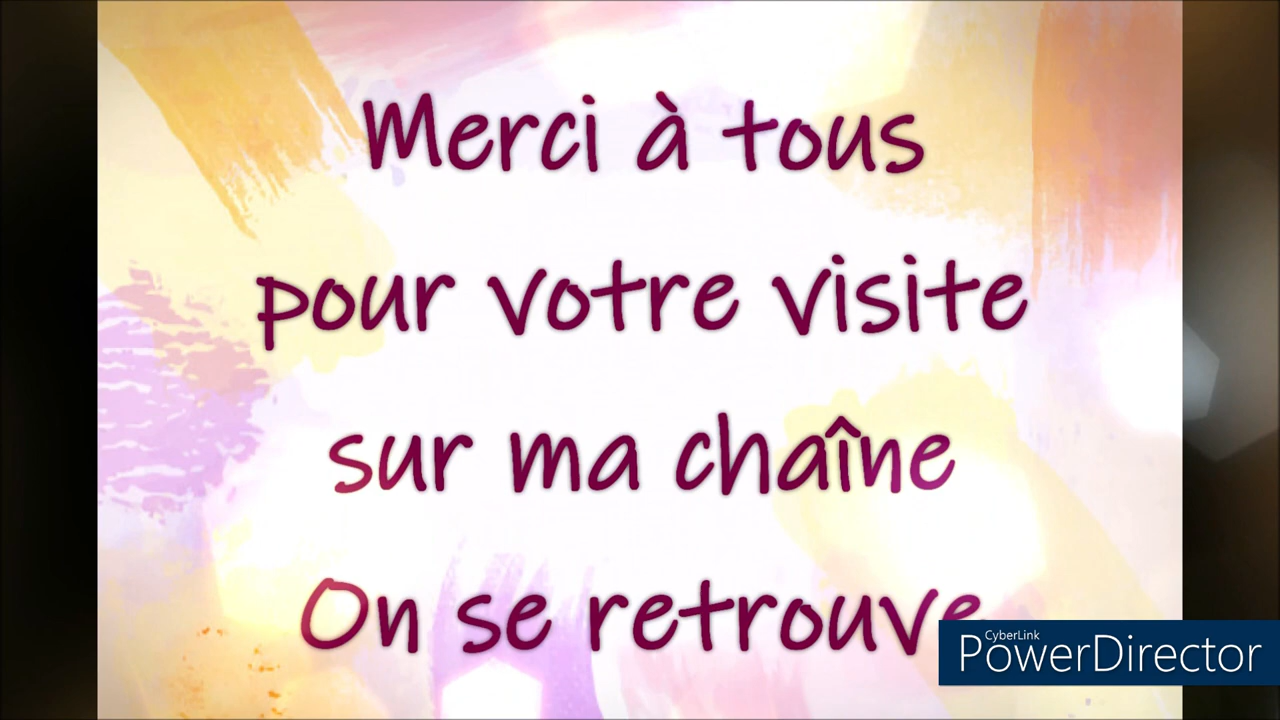 Merci à tous
pour votre visite
sur ma chaîne
On se retrouve
CyberLink
PowerDirector